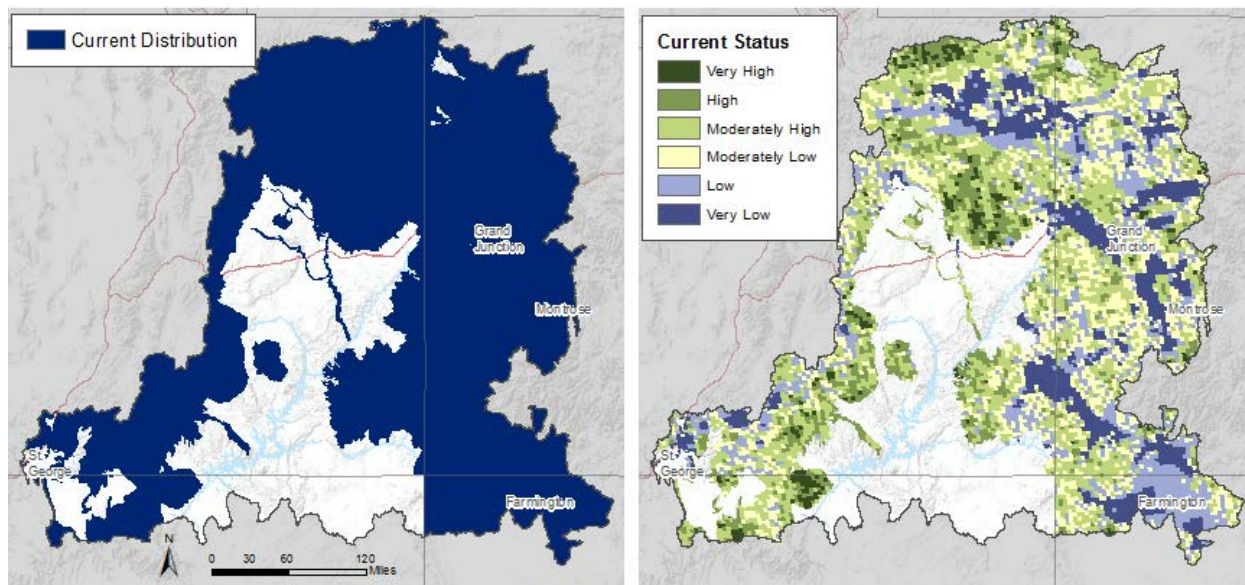 Current Distribution
Grand
Junction
Montrose
St.
George
Farmington
N
0 30 60 120
Miles
Current Status
Very High
High
Moderately High
Moderately Low
Low
Very Low
Grand
Junction
Montrose
St.
George
Farmington